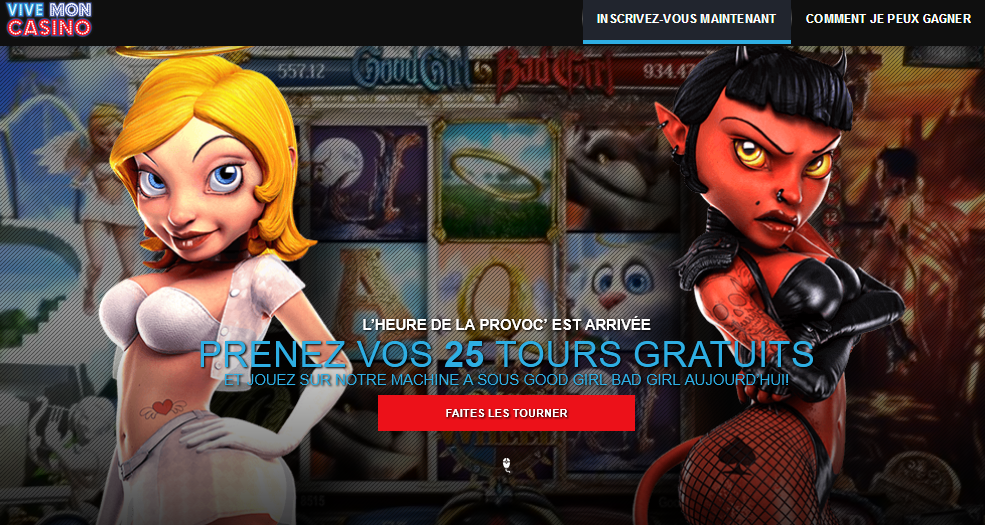 VIVE MON
CASINO
INSCRIVEZ-VOUS MAINTENANT
COMMENT JE PEUX GAGNER
557.12
Good Girl
Bad Girl
934.47
12
A
L'HEURE DE LA PROVOC' EST ARRIVÉE
PRENEZ VOS 25 TOURS GRATUITS
ET JOUEZ SUR NOTRE MACHINE A SOUS GOOD GIRL BAD GIRL AUJOURD'HUI!
FAITES LES TOURNER
WHEEL